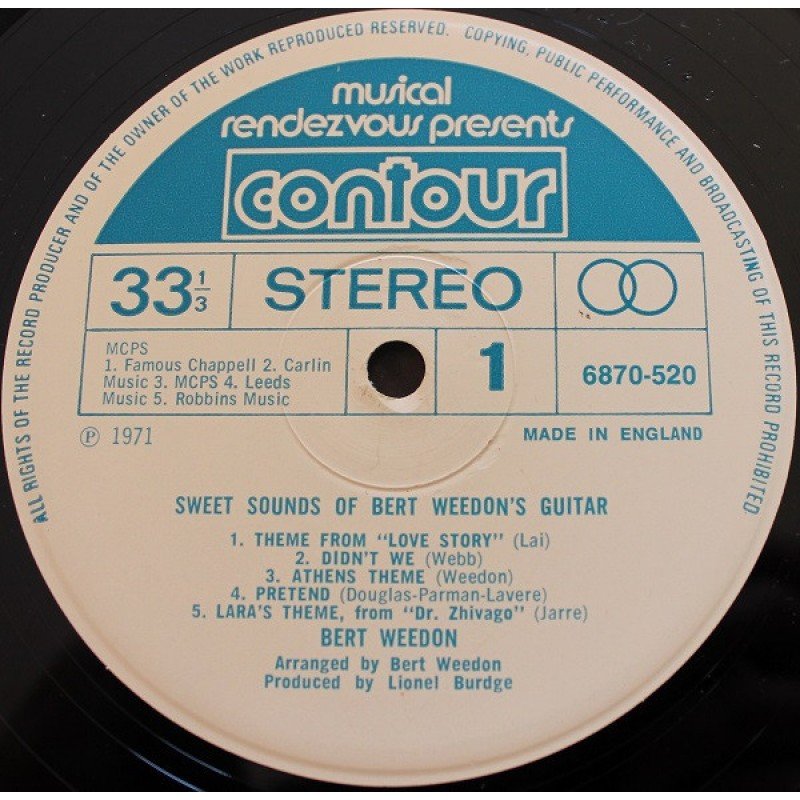 ALL RIGHTS OF THE RECORD PRODUCER AND OF THE OWNER OF THE WORK REPRODUCED RESERVED. COPYING, PUBLIC PERFORMANCE AND BROADCASTING OF THIS RECORD PROHIBITED.
musical
rendezvous presents
contour
33 1/3 STEREO
MCPS
1. Famous Chappell 2. Carlin
Music 3. MCPS 4. Leeds
Music 5. Robbins Music
1
6870-520
℗ 1971
MADE IN ENGLAND
SWEET SOUNDS OF BERT WEEDON'S GUITAR
1. THEME FROM "LOVE STORY" (Lai)
2. DIDN'T WE (Webb)
3. ATHENS THEME (Weedon)
4. PRETEND (Douglas-Parman-Lavere)
5. LARA'S THEME, from "Dr. Zhivago" (Jarre)
BERT WEEDON
Arranged by Bert Weedon
Produced by Lionel Burdge